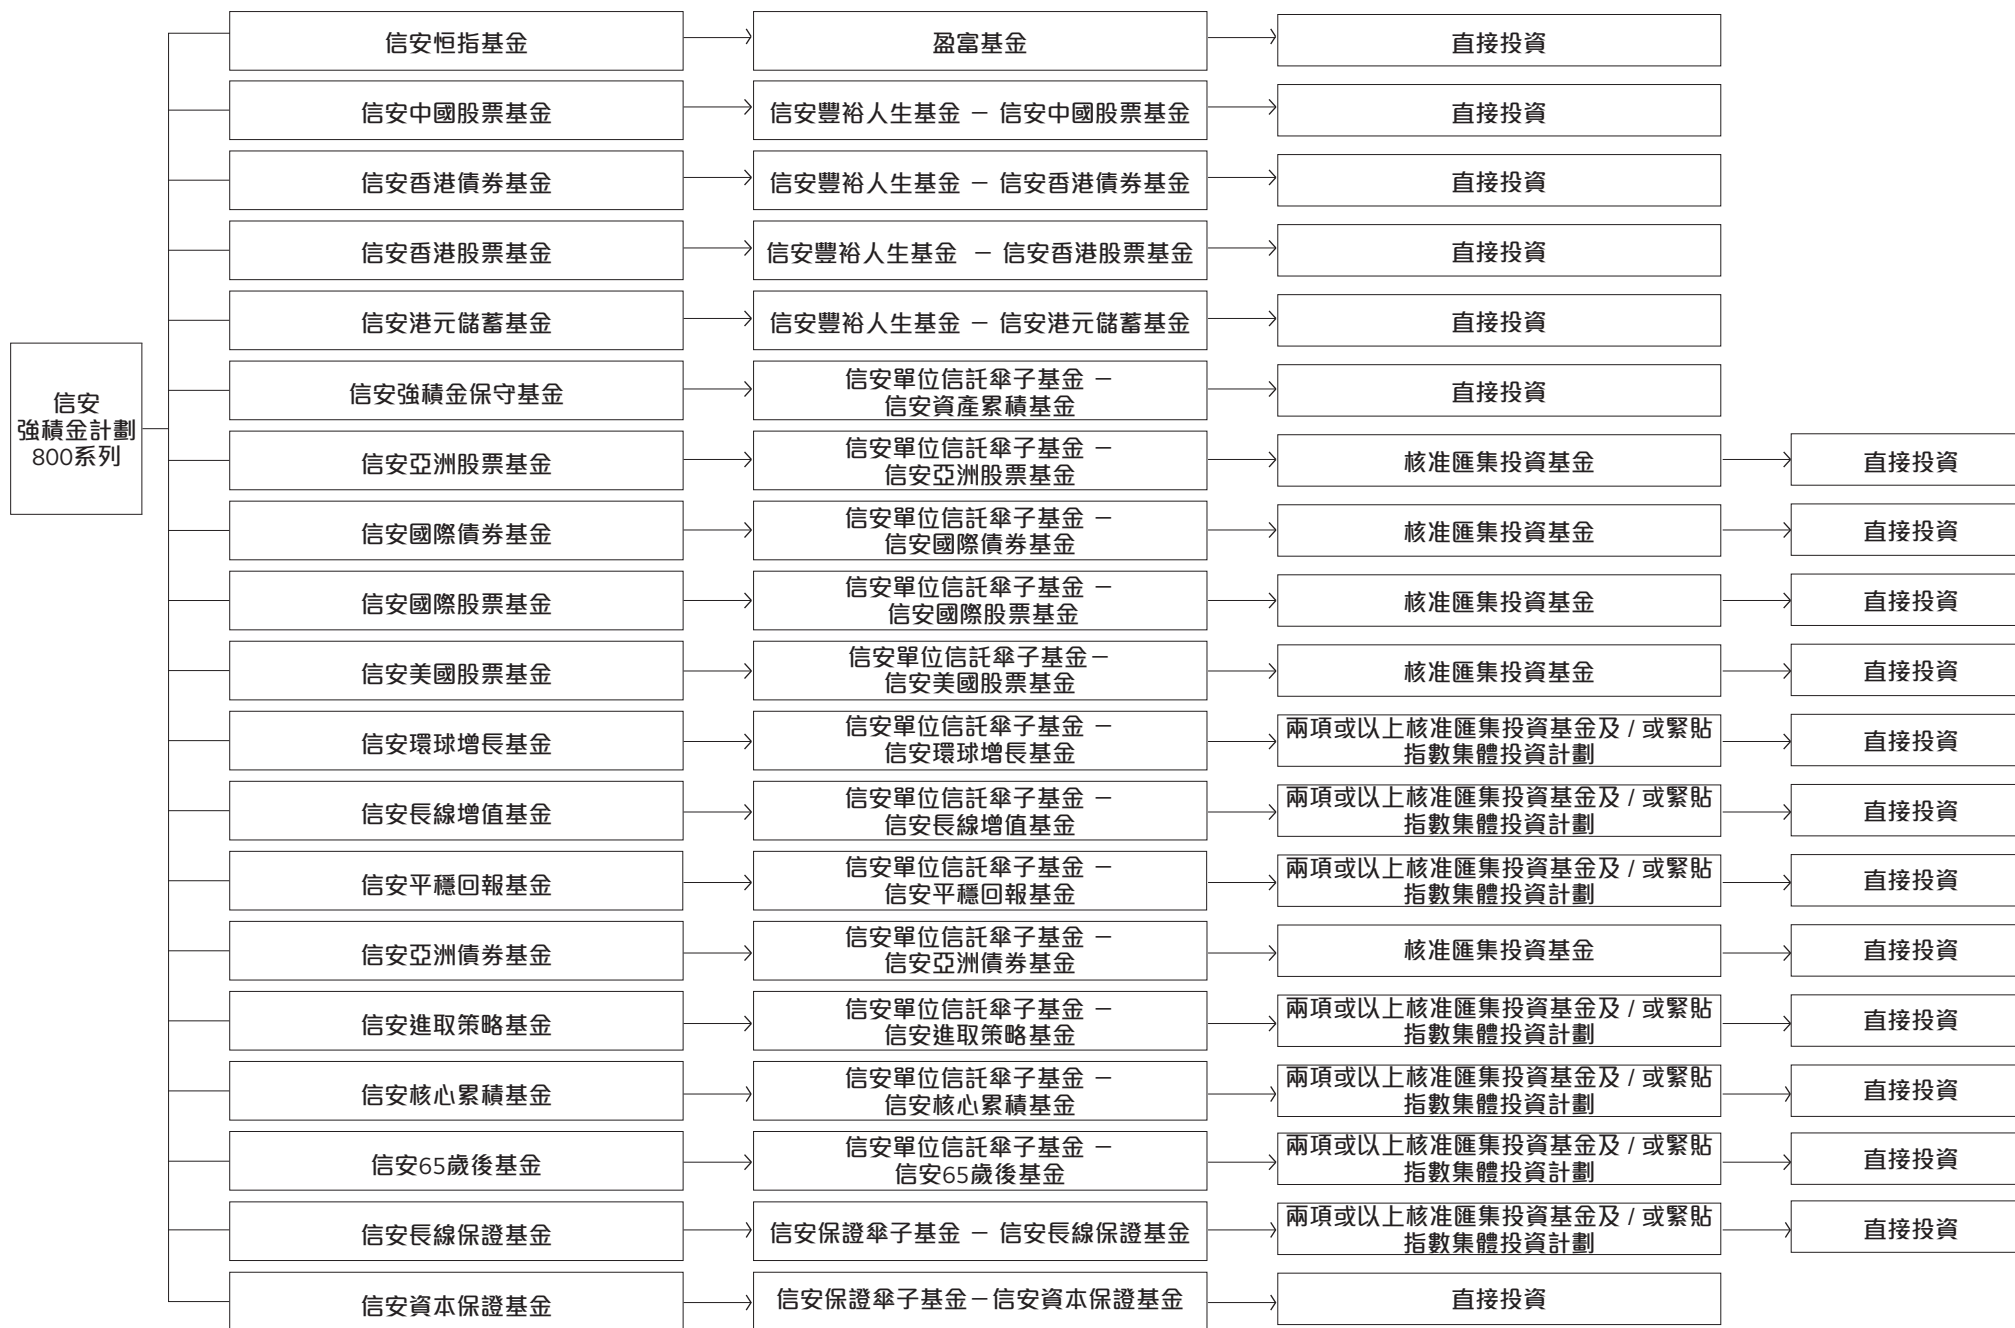 信安
強積金計劃
800系列
信安恒指基金
盈富基金
直接投資
信安中國股票基金
信安豐裕人生基金 － 信安中國股票基金
直接投資
信安香港債券基金
信安豐裕人生基金 － 信安香港債券基金
直接投資
信安香港股票基金
信安豐裕人生基金 － 信安香港股票基金
直接投資
信安港元儲蓄基金
信安豐裕人生基金 － 信安港元儲蓄基金
直接投資
信安強積金保守基金
信安單位信託傘子基金 －
信安資產累積基金
直接投資
信安亞洲股票基金
信安單位信託傘子基金 －
信安亞洲股票基金
核准匯集投資基金
直接投資
信安國際債券基金
信安單位信託傘子基金 －
信安國際債券基金
核准匯集投資基金
直接投資
信安國際股票基金
信安單位信託傘子基金 －
信安國際股票基金
核准匯集投資基金
直接投資
信安美國股票基金
信安單位信託傘子基金－
信安美國股票基金
核准匯集投資基金
直接投資
信安環球增長基金
信安單位信託傘子基金 －
信安環球增長基金
兩項或以上核准匯集投資基金及 / 或緊貼
指數集體投資計劃
直接投資
信安長線增值基金
信安單位信託傘子基金 －
信安長線增值基金
兩項或以上核准匯集投資基金及 / 或緊貼
指數集體投資計劃
直接投資
信安平穩回報基金
信安單位信託傘子基金 －
信安平穩回報基金
兩項或以上核准匯集投資基金及 / 或緊貼
指數集體投資計劃
直接投資
信安亞洲債券基金
信安單位信託傘子基金 －
信安亞洲債券基金
核准匯集投資基金
直接投資
信安進取策略基金
信安單位信託傘子基金 －
信安進取策略基金
兩項或以上核准匯集投資基金及 / 或緊貼
指數集體投資計劃
直接投資
信安核心累積基金
信安單位信託傘子基金 －
信安核心累積基金
兩項或以上核准匯集投資基金及 / 或緊貼
指數集體投資計劃
直接投資
信安65歲後基金
信安單位信託傘子基金 －
信安65歲後基金
兩項或以上核准匯集投資基金及 / 或緊貼
指數集體投資計劃
直接投資
信安長線保證基金
信安保證傘子基金 － 信安長線保證基金
兩項或以上核准匯集投資基金及 / 或緊貼
指數集體投資計劃
直接投資
信安資本保證基金
信安保證傘子基金－信安資本保證基金
直接投資